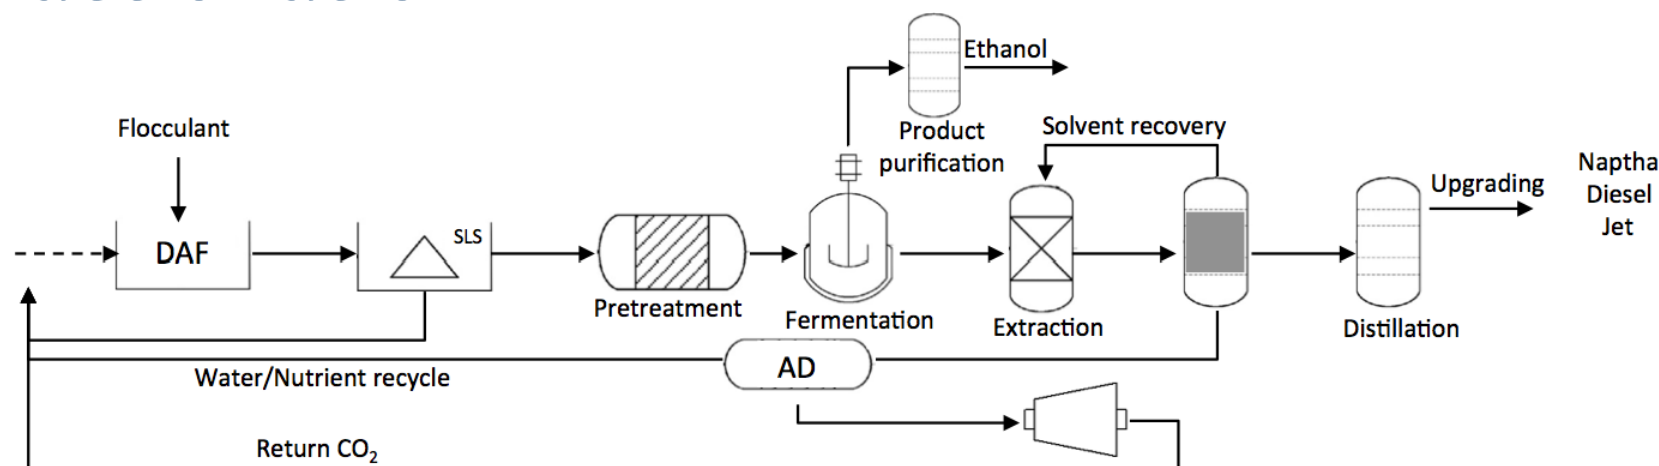 Ethanol
Flocculant
Product
purification
Solvent recovery
Naptha
Diesel
Jet
Upgrading
DAF
SLS
Pretreatment
Fermentation
Extraction
Distillation
AD
Water/Nutrient recycle
Return CO₂